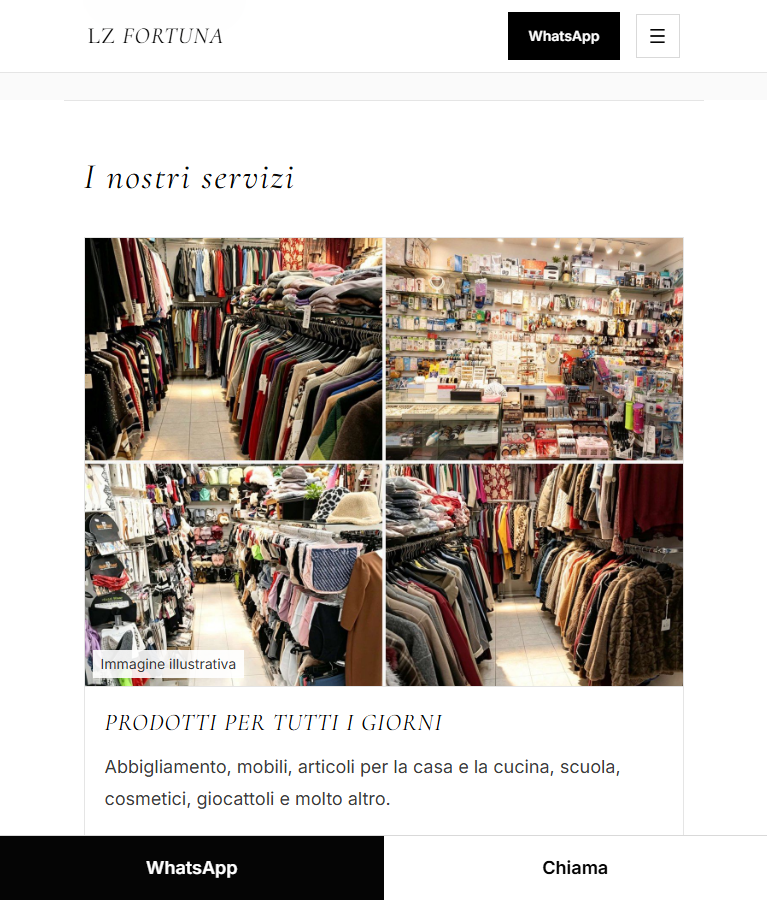 LZ FORTUNA
WhatsApp
I nostri servizi
Immagine illustrativa
PRODOTTI PER TUTTI I GIORNI
Abbigliamento, mobili, articoli per la casa e la cucina, scuola,
cosmetici, giocattoli e molto altro.
WhatsApp
Chiama